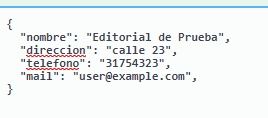 {
"nombre": "Editorial de Prueba",
"direccion": "calle 23",
"telefono": "31754323",
"mail": "user@example.com",
}